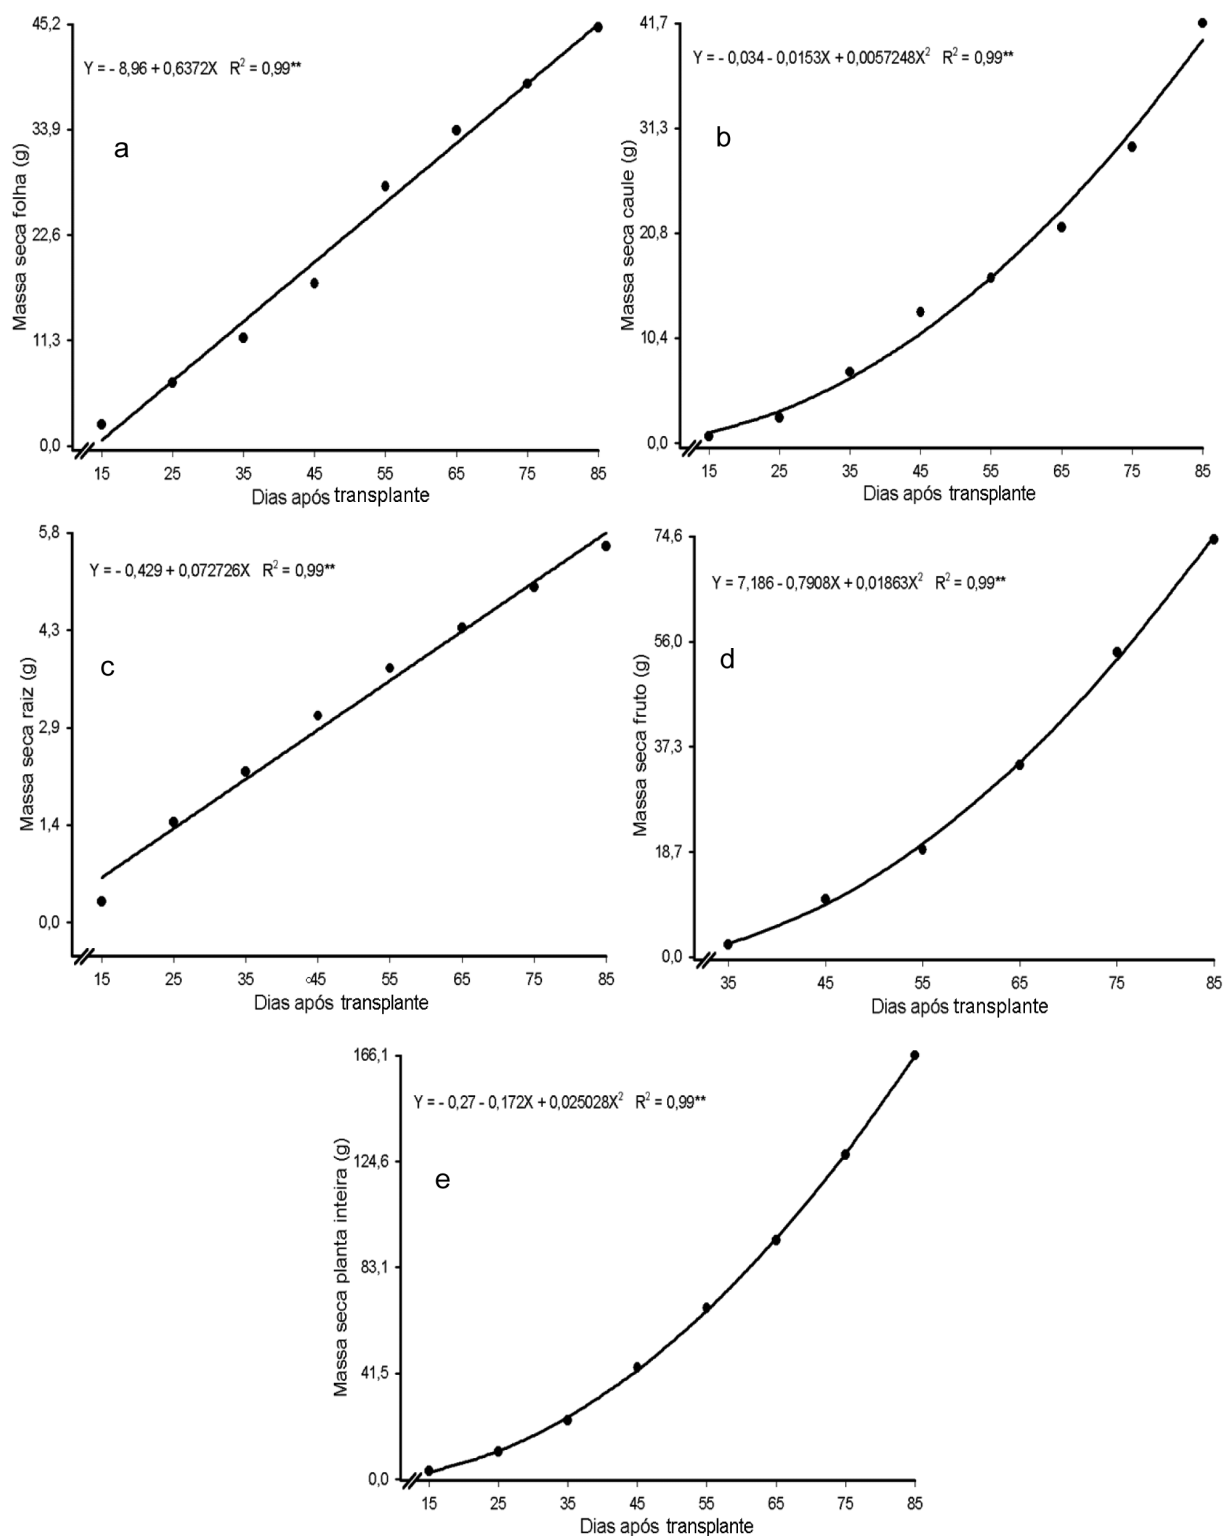 45,2
33,9
22,6
11,3
0,0
Massa seca folha (g)
Y = - 8,96 + 0,6372X R² = 0,99**
a
15 25 35 45 55 65 75 85
Dias após transplante
41,7
31,3
20,8
10,4
0,0
Massa seca caule (g)
Y = - 0,034 - 0,0153X + 0,0057248X² R² = 0,99**
b
15 25 35 45 55 65 75 85
Dias após transplante
5,8
4,3
2,9
1,4
0,0
Massa seca raiz (g)
Y = - 0,429 + 0,072726X R² = 0,99**
c
15 25 35 45 55 65 75 85
Dias após transplante
74,6
56,0
37,3
18,7
0,0
Massa seca fruto (g)
Y = 7,186 - 0,7908X + 0,01863X² R² = 0,99**
d
35 45 55 65 75 85
Dias após transplante
166,1
124,6
83,1
41,5
0,0
Massa seca planta inteira (g)
Y = - 0,27 - 0,172X + 0,025028X² R² = 0,99**
e
15 25 35 45 55 65 75 85
Dias após transplante